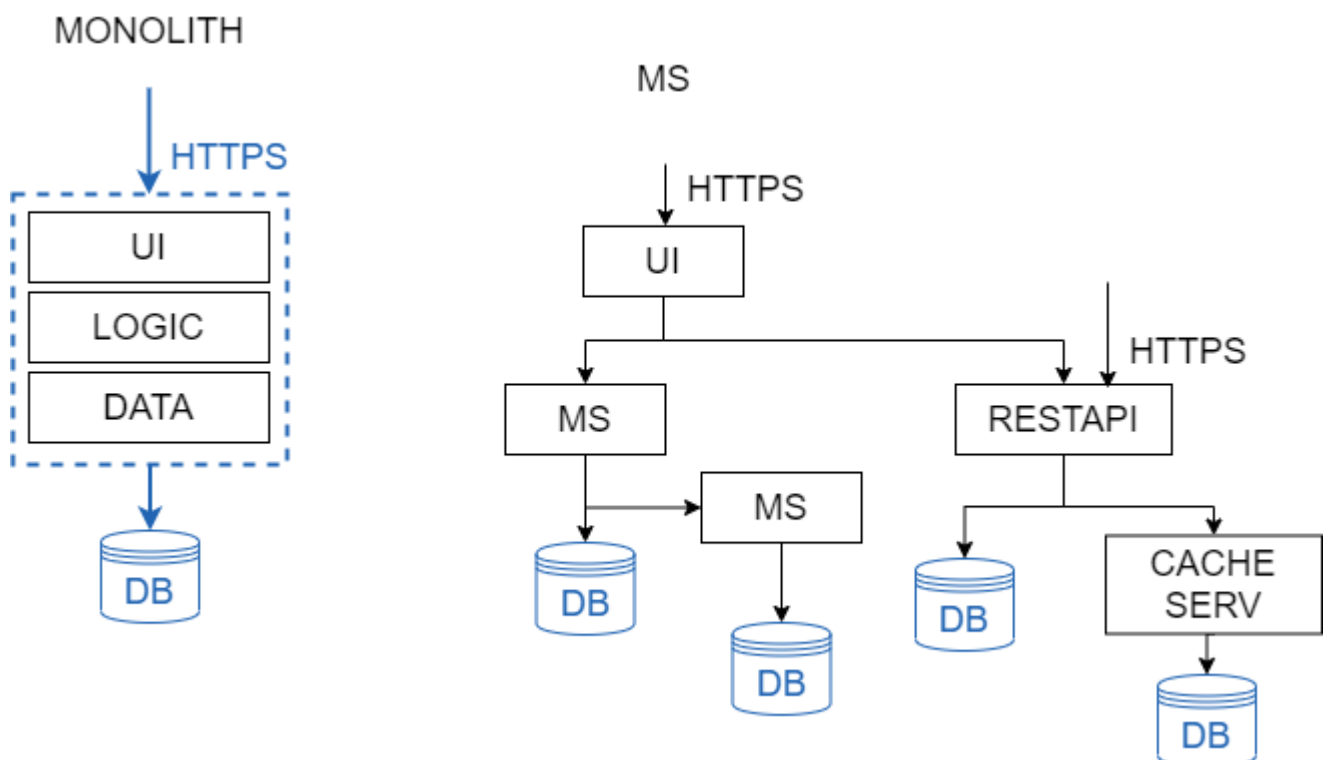 MONOLITH
HTTPS
UI
LOGIC
DATA
DB
MS
HTTPS
UI
HTTPS
MS
RESTAPI
MS
DB
DB
DB
CACHE
SERV
DB